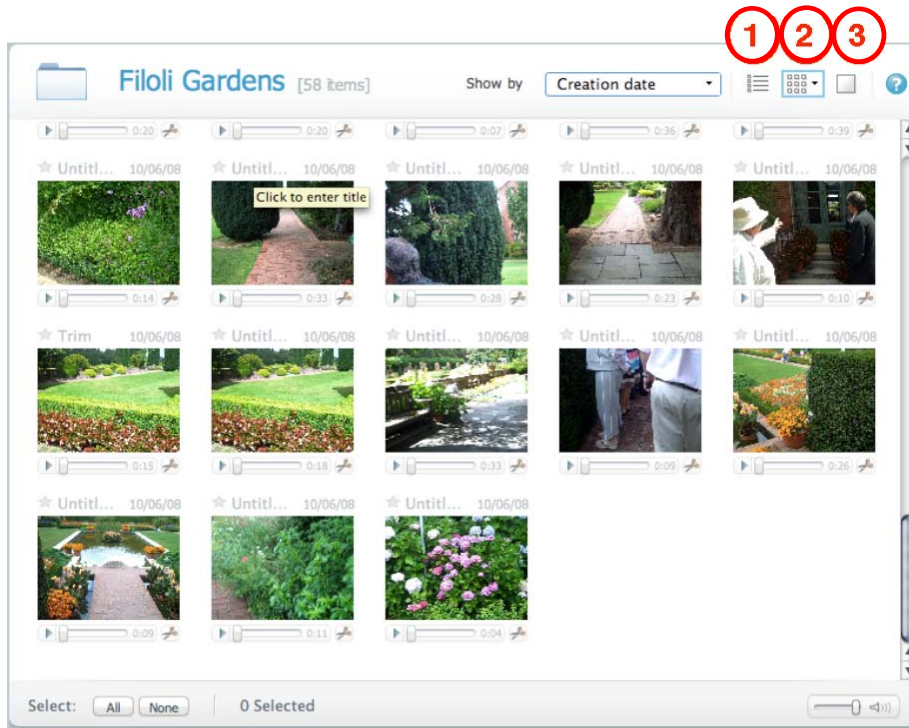 1 2 3
Filoli Gardens [58 items] Show by Creation date ?
0:20 0:20 0:07 0:36 0:39
Untitl... 10/06/08 Untitl... 10/06/08 Untitl... 10/06/08 Untitl... 10/06/08 Untitl... 10/06/08
Click to enter title
0:14 0:33 0:28 0:23 0:10
Trim 10/06/08 Untitl... 10/06/08 Untitl... 10/06/08 Untitl... 10/06/08 Untitl... 10/06/08
0:15 0:18 0:33 0:09 0:26
Untitl... 10/06/08 Untitl... 10/06/08 Untitl... 10/06/08
0:09 0:11 0:04
Select: All None 0 Selected